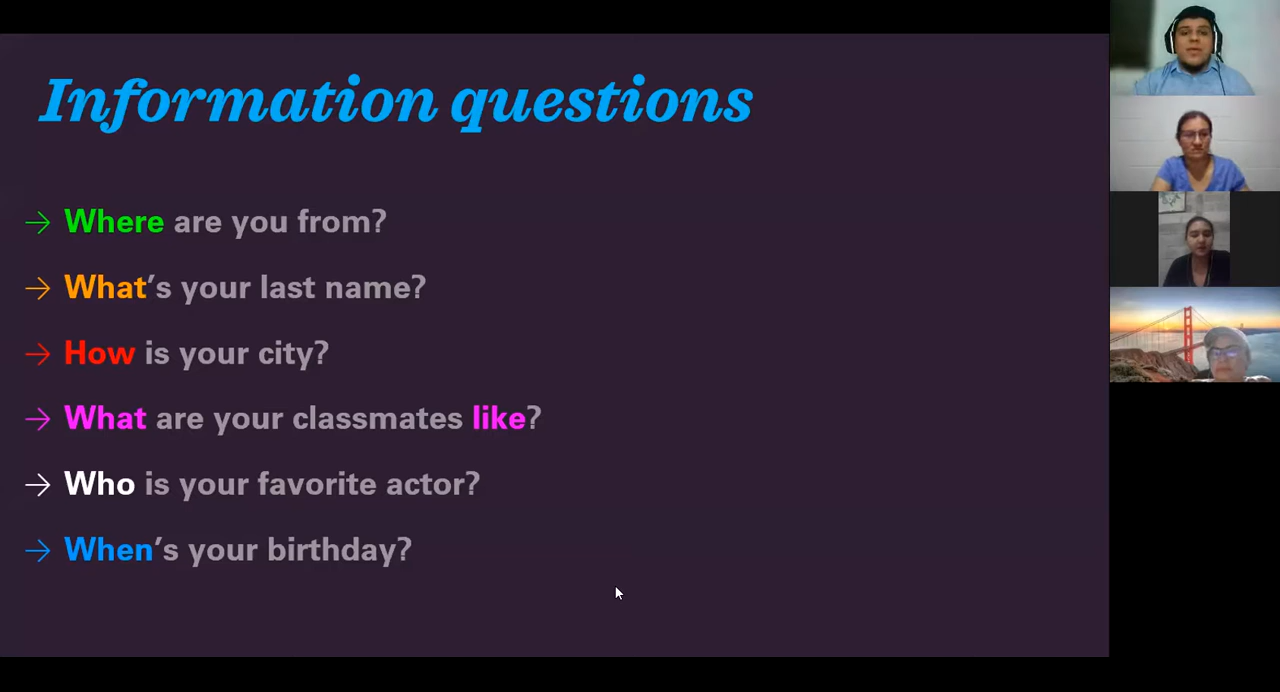 Information questions
→ Where are you from?
→ What’s your last name?
→ How is your city?
→ What are your classmates like?
→ Who is your favorite actor?
→ When’s your birthday?